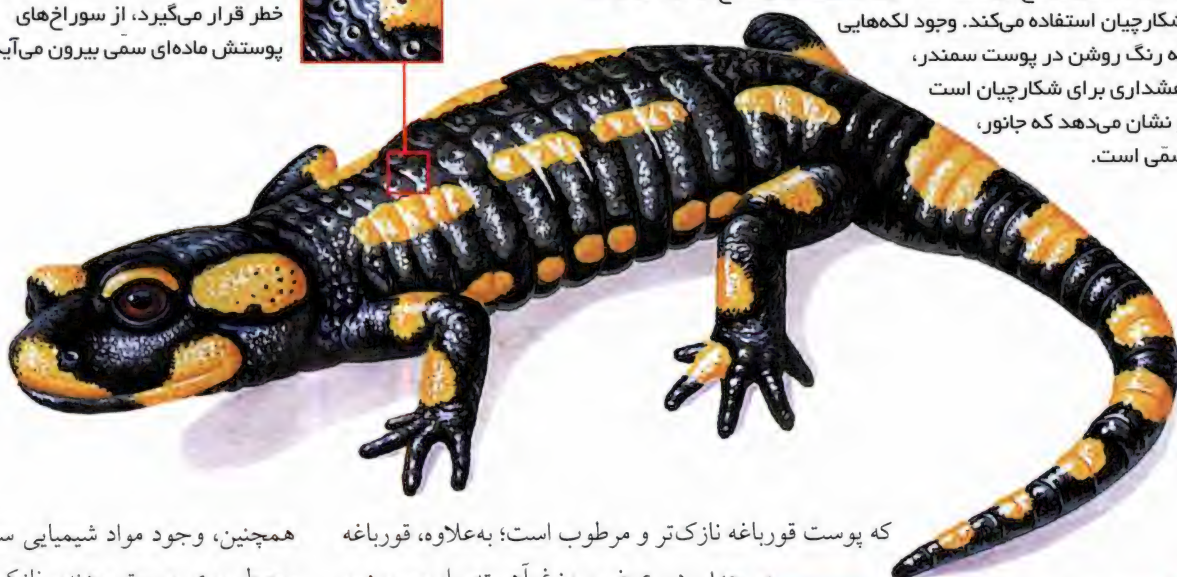 خطر قرار می‌گیرد، از سوراخ‌های
پوستش ماده‌ای سمّی بیرون می‌آید
شکارچیان استفاده می‌کند. وجود لکه‌هایی
به رنگ روشن در پوست سمندر،
هشداری برای شکارچیان است
نشان می‌دهد که جانور،
سمّی است.
که پوست قورباغه نازک‌تر و مرطوب است؛ به‌علاوه، قورباغه
همچنین، وجود مواد شیمیایی